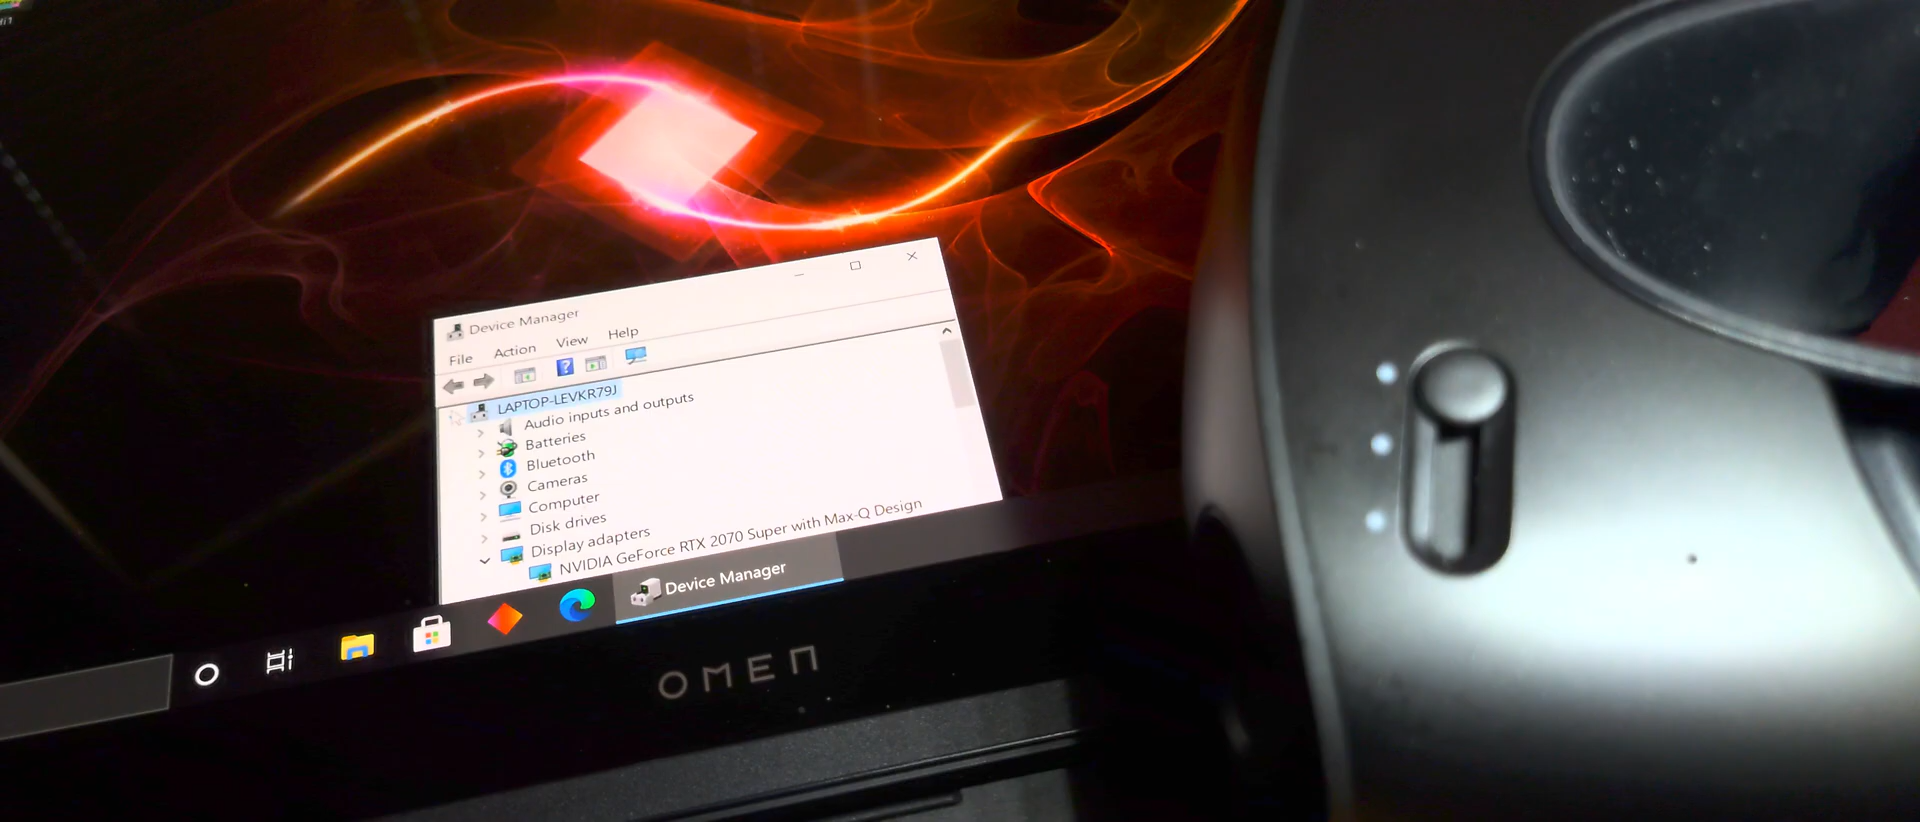 Device Manager
File Action View Help
LAPTOP-LEVKR79J
Audio inputs and outputs
Batteries
Bluetooth
Cameras
Computer
Disk drives
Display adapters
NVIDIA GeForce RTX 2070 Super with Max-Q Design
Device Manager
OMEN